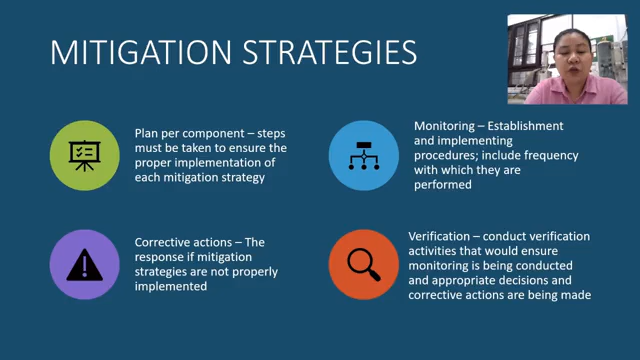 MITIGATION STRATEGIES
Plan per component – steps
must be taken to ensure the
proper implementation of
each mitigation strategy
Monitoring – Establishment
and implementing
procedures; include frequency
with which they are
performed
Corrective actions – The
response if mitigation
strategies are not properly
implemented
Verification – conduct verification
activities that would ensure
monitoring is being conducted
and appropriate decisions and
corrective actions are being made